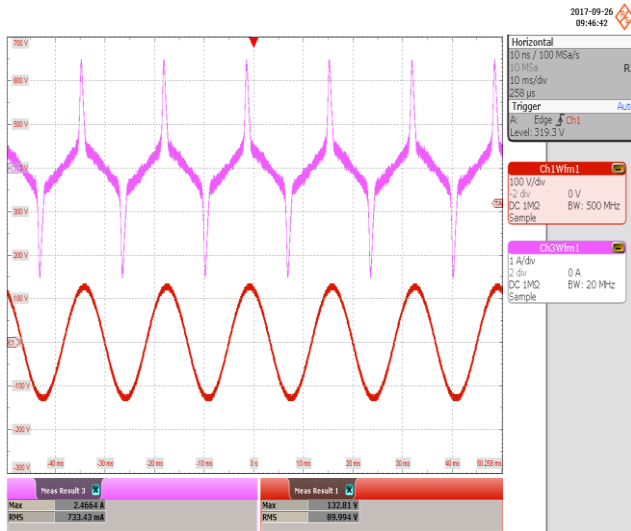 2017-09-26
09:46:42
Horizontal
10 ns / 100 MSa/s
10 MSa R
10 ms/div
258 µs
Trigger Auto
A: Edge Ch1
Level: 319.3 V
Ch1Wfm1
100 V/div
-2 div 0 V
DC 1MΩ BW: 500 MHz
Sample
Ch3Wfm1
1 A/div
2 div 0 A
DC 1MΩ BW: 20 MHz
Sample
700 V
600 V
500 V
400 V
300 V
200 V
100 V
-100 V
-200 V
-300 V
TA
-40 ms
-30 ms
-20 ms
-10 ms
0 s
10 ms
20 ms
30 ms
40 ms
50.258 ms
Meas Result 3
Max 2.4664 A
RMS 733.43 mA
Meas Result 1
Max 132.81 V
RMS 89.994 V